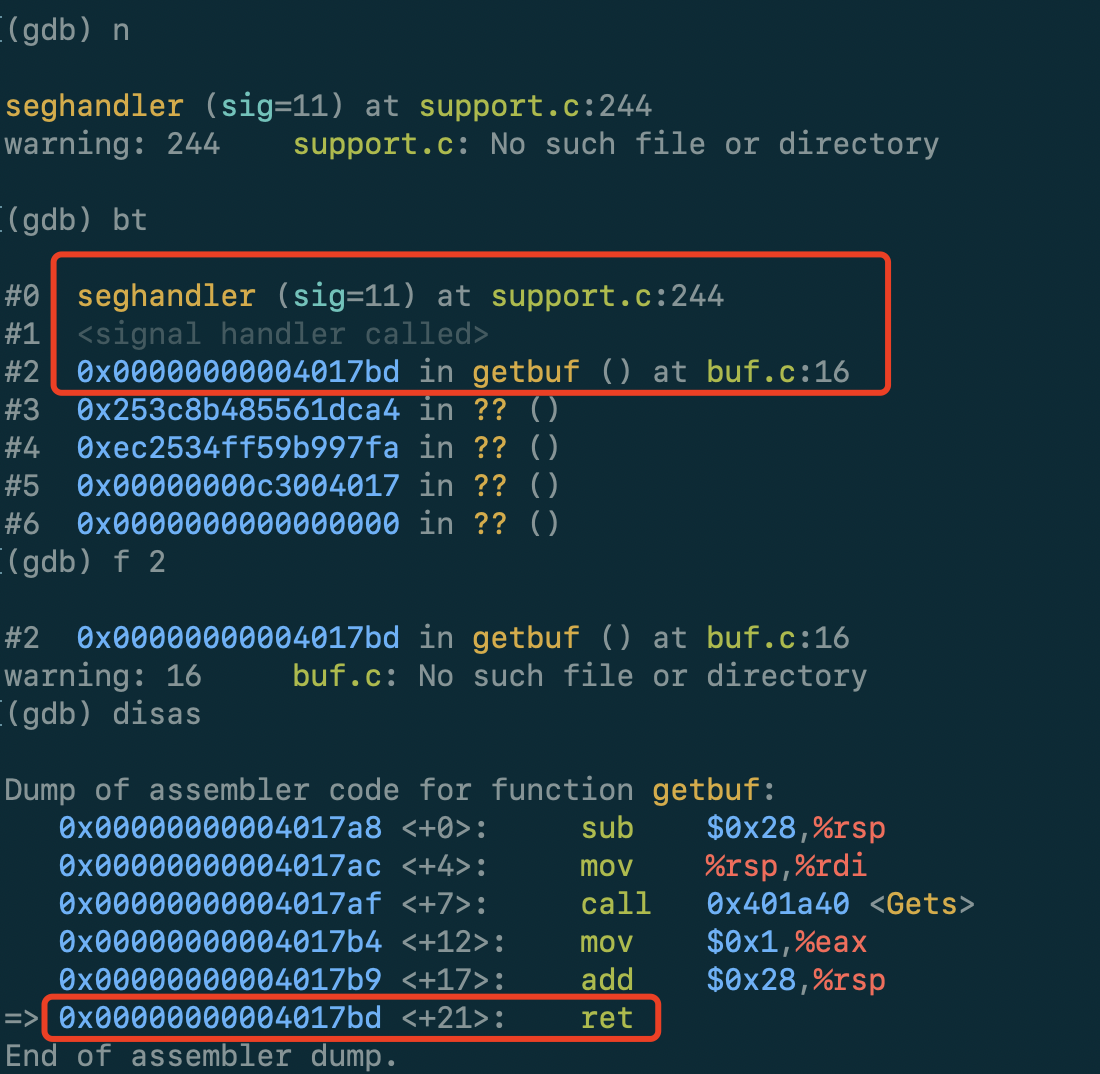 (gdb) n
seghandler (sig=11) at support.c:244
warning: 244     support.c: No such file or directory
(gdb) bt
#0  seghandler (sig=11) at support.c:244
#1  <signal handler called>
#2  0x00000000004017bd in getbuf () at buf.c:16
#3  0x253c8b485561dca4 in ?? ()
#4  0xec2534ff59b997fa in ?? ()
#5  0x00000000c3004017 in ?? ()
#6  0x0000000000000000 in ?? ()
(gdb) f 2
#2  0x00000000004017bd in getbuf () at buf.c:16
warning: 16     buf.c: No such file or directory
(gdb) disas
Dump of assembler code for function getbuf:
   0x00000000004017a8 <+0>:     sub    $0x28,%rsp
   0x00000000004017ac <+4>:     mov    %rsp,%rdi
   0x00000000004017af <+7>:     call   0x401a40 <Gets>
   0x00000000004017b4 <+12>:    mov    $0x1,%eax
   0x00000000004017b9 <+17>:    add    $0x28,%rsp
=> 0x00000000004017bd <+21>:    ret
End of assembler dump.